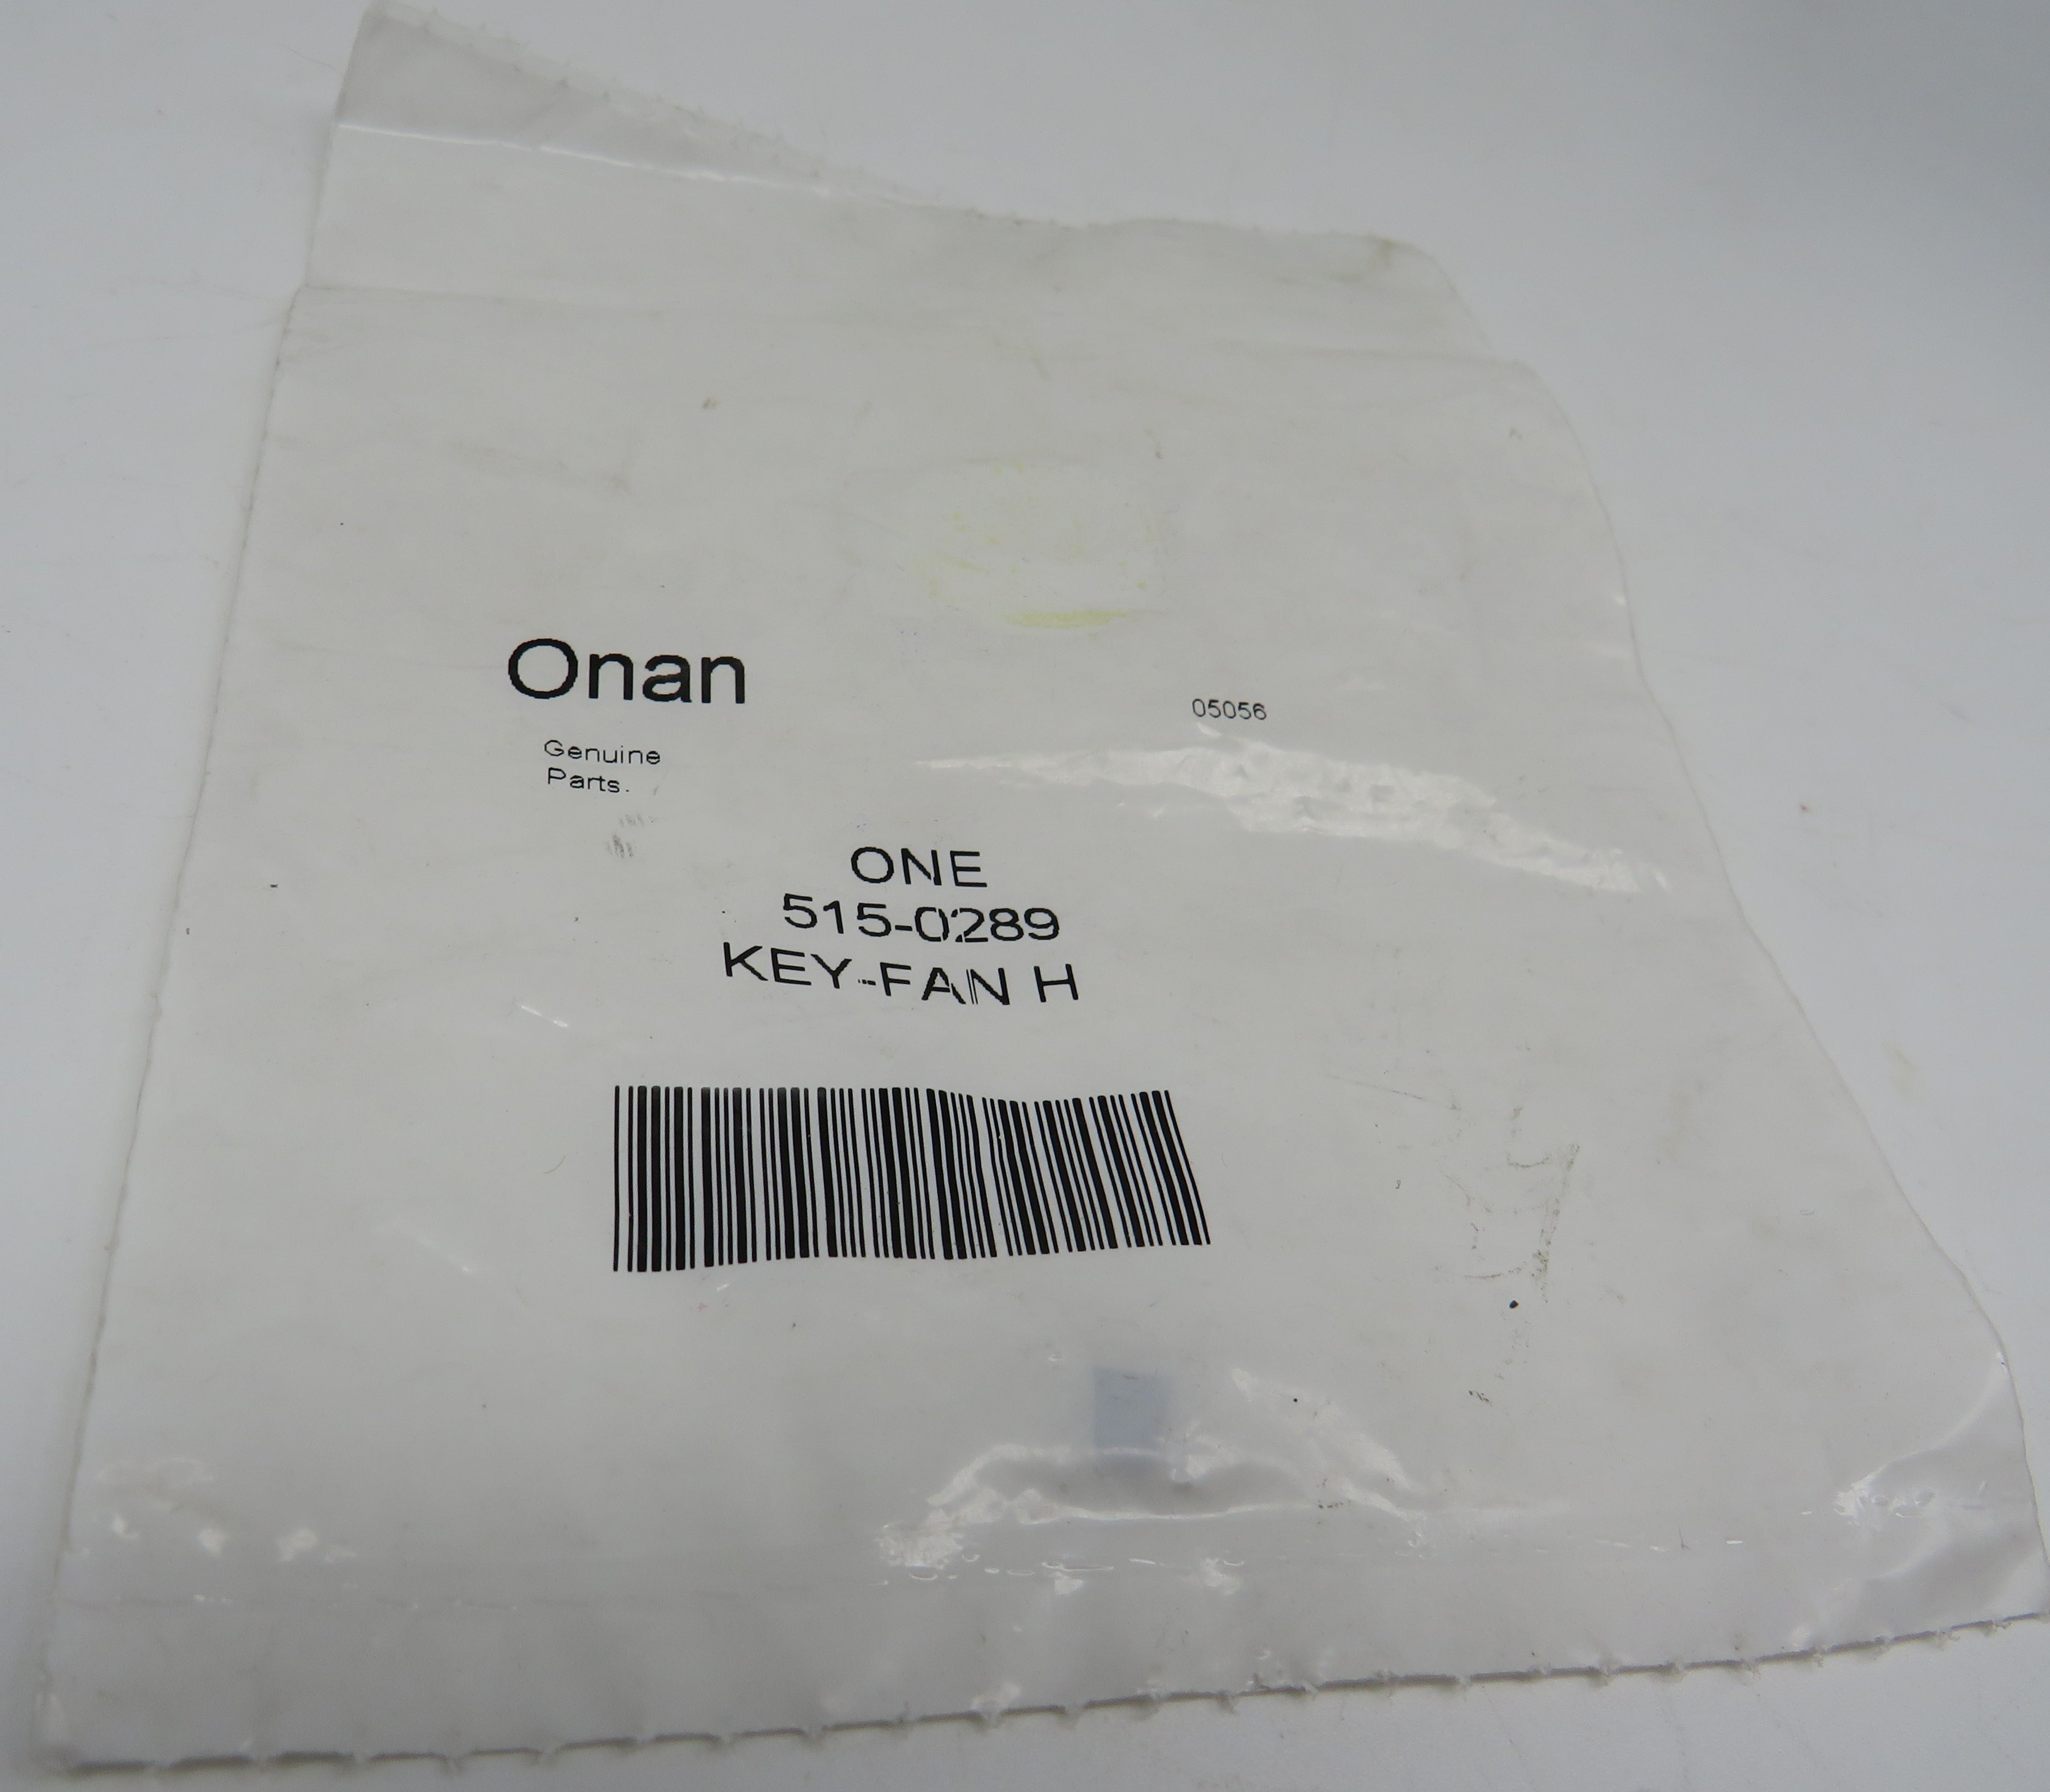 Onan
05056
Genuine
Parts.
ONE
515-0289
KEY-FAN H